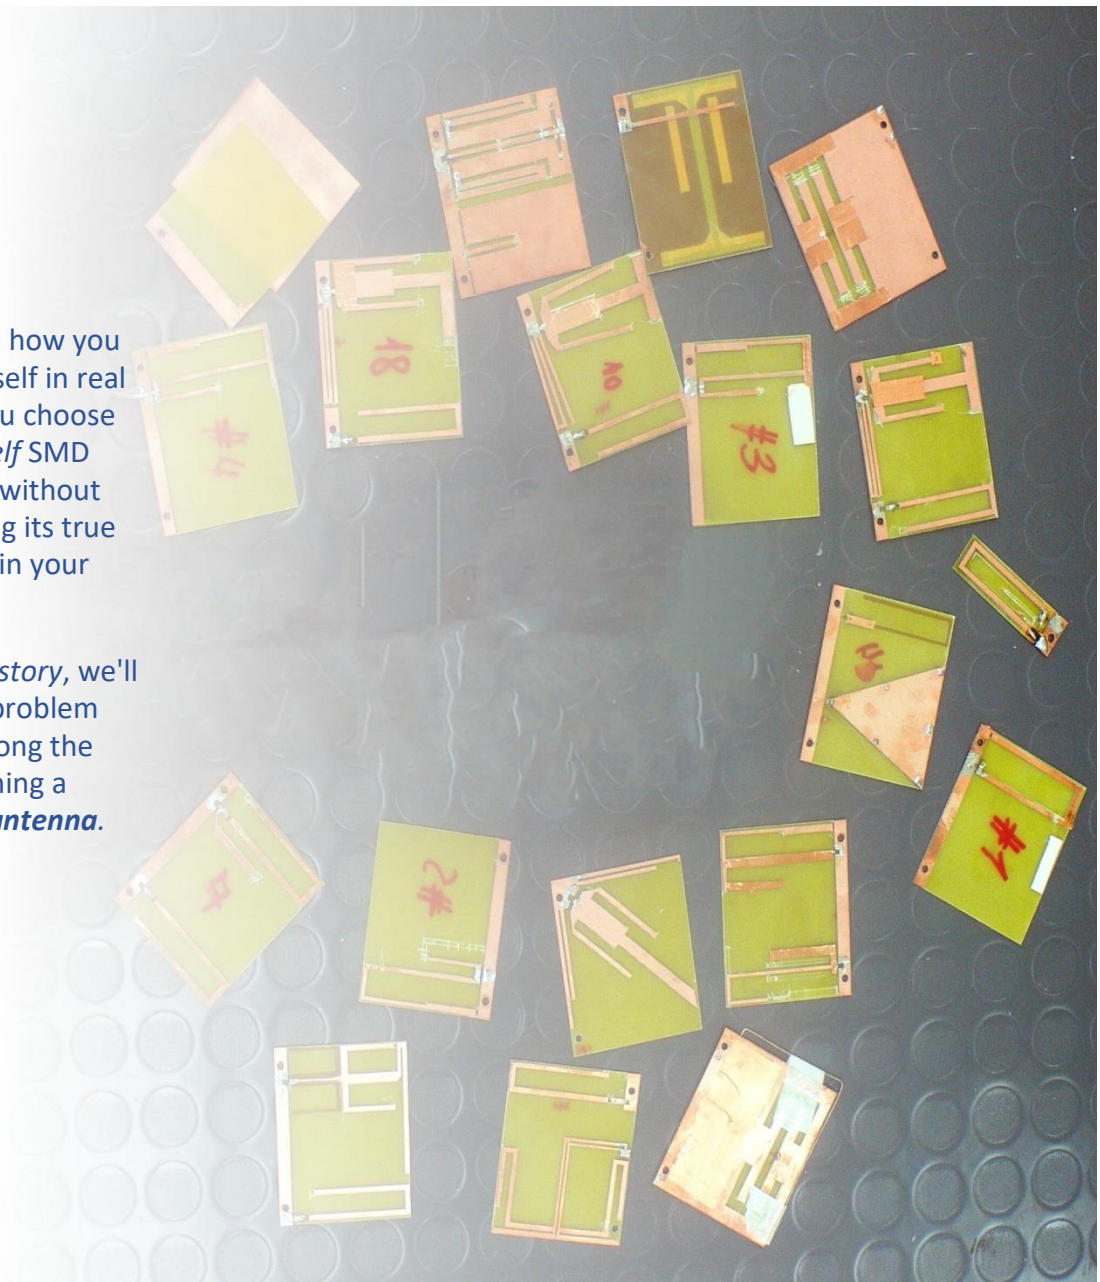 how you
self in real
u choose
elf SMD
without
g its true
in your
story, we'll
problem
ong the
ning a
antenna.
18
#4
#3
#1
#2